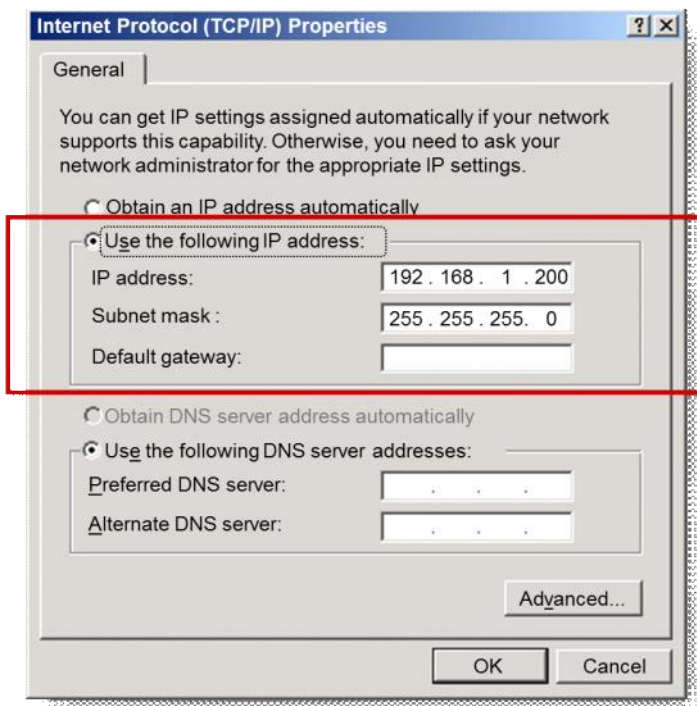 Internet Protocol (TCP/IP) Properties
General
You can get IP settings assigned automatically if your network
supports this capability. Otherwise, you need to ask your
network administrator for the appropriate IP settings.
Obtain an IP address automatically
Use the following IP address:
IP address: 192 . 168 . 1 . 200
Subnet mask : 255 . 255 . 255 . 0
Default gateway:
Obtain DNS server address automatically
Use the following DNS server addresses:
Preferred DNS server: . . .
Alternate DNS server: . . .
Advanced...
OK Cancel